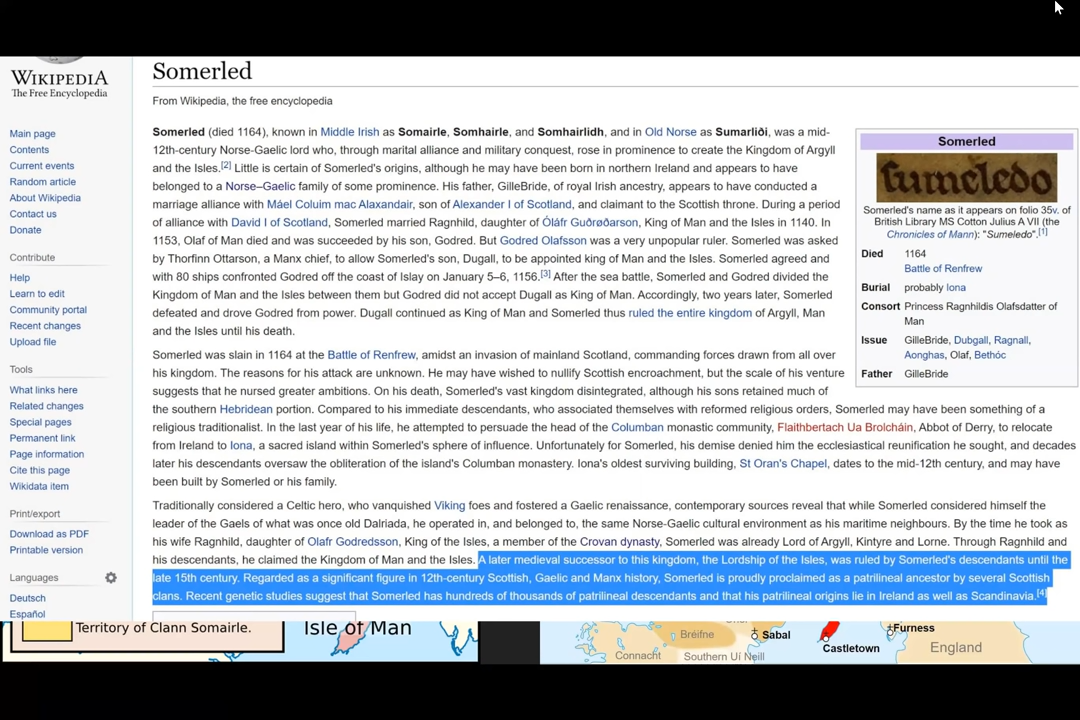 WIKIPEDIA
The Free Encyclopedia
Main page
Contents
Current events
Random article
About Wikipedia
Contact us
Donate
Contribute
Help
Learn to edit
Community portal
Recent changes
Upload file
Tools
What links here
Related changes
Special pages
Permanent link
Page information
Cite this page
Wikidata item
Print/export
Download as PDF
Printable version
Languages
Deutsch
Español
Somerled
From Wikipedia, the free encyclopedia
Somerled (died 1164), known in Middle Irish as Somairle, Somhairle, and Somhairlidh, and in Old Norse as Sumarliði, was a mid-
12th-century Norse-Gaelic lord who, through marital alliance and military conquest, rose in prominence to create the Kingdom of Argyll
and the Isles.[2] Little is certain of Somerled's origins, although he may have been born in northern Ireland and appears to have
belonged to a Norse–Gaelic family of some prominence. His father, GilleBride, of royal Irish ancestry, appears to have conducted a
marriage alliance with Máel Coluim mac Alaxandair, son of Alexander I of Scotland, and claimant to the Scottish throne. During a period
of alliance with David I of Scotland, Somerled married Ragnhild, daughter of Óláfr Guðrøðarson, King of Man and the Isles in 1140. In
1153, Olaf of Man died and was succeeded by his son, Godred. But Godred Olafsson was a very unpopular ruler. Somerled was asked
by Thorfinn Ottarson, a Manx chief, to allow Somerled's son, Dugall, to be appointed king of Man and the Isles. Somerled agreed and
with 80 ships confronted Godred off the coast of Islay on January 5–6, 1156.[3] After the sea battle, Somerled and Godred divided the
Kingdom of Man and the Isles between them but Godred did not accept Dugall as King of Man. Accordingly, two years later, Somerled
defeated and drove Godred from power. Dugall continued as King of Man and Somerled thus ruled the entire kingdom of Argyll, Man
and the Isles until his death.
Somerled was slain in 1164 at the Battle of Renfrew, amidst an invasion of mainland Scotland, commanding forces drawn from all over
his kingdom. The reasons for his attack are unknown. He may have wished to nullify Scottish encroachment, but the scale of his venture
suggests that he nursed greater ambitions. On his death, Somerled's vast kingdom disintegrated, although his sons retained much of
the southern Hebridean portion. Compared to his immediate descendants, who associated themselves with reformed religious orders, Somerled may have been something of a
religious traditionalist. In the last year of his life, he attempted to persuade the head of the Columban monastic community, Flaithbertach Ua Brolcháin, Abbot of Derry, to relocate
from Ireland to Iona, a sacred island within Somerled's sphere of influence. Unfortunately for Somerled, his demise denied him the ecclesiastical reunification he sought, and decades
later his descendants oversaw the obliteration of the island's Columban monastery. Iona's oldest surviving building, St Oran's Chapel, dates to the mid-12th century, and may have
been built by Somerled or his family.
Traditionally considered a Celtic hero, who vanquished Viking foes and fostered a Gaelic renaissance, contemporary sources reveal that while Somerled considered himself the
leader of the Gaels of what was once old Dalriada, he operated in, and belonged to, the same Norse-Gaelic cultural environment as his maritime neighbours. By the time he took as
his wife Ragnhild, daughter of Olafr Godredsson, King of the Isles, a member of the Crovan dynasty, Somerled was already Lord of Argyll, Kintyre and Lorne. Through Ragnhild and
his descendants, he claimed the Kingdom of Man and the Isles. A later medieval successor to this kingdom, the Lordship of the Isles, was ruled by Somerled's descendants until the
late 15th century. Regarded as a significant figure in 12th-century Scottish, Gaelic and Manx history, Somerled is proudly proclaimed as a patrilineal ancestor by several Scottish
clans. Recent genetic studies suggest that Somerled has hundreds of thousands of patrilineal descendants and that his patrilineal origins lie in Ireland as well as Scandinavia.[4]
Somerled
Sumeledo
Somerled's name as it appears on folio 35v. of
British Library MS Cotton Julius A VII (the
Chronicles of Mann): "Sumeledo".[1]
Died 1164
Battle of Renfrew
Burial probably Iona
Consort Princess Ragnhildis Olafsdatter of
Man
Issue GilleBride, Dubgall, Ragnall,
Aonghas, Olaf, Bethóc
Father GilleBride
Territory of Clann Somairle.
Isle of Man
Bréifne
Sabal
Connacht
Southern Uí Neill
Castletown
Furness
England